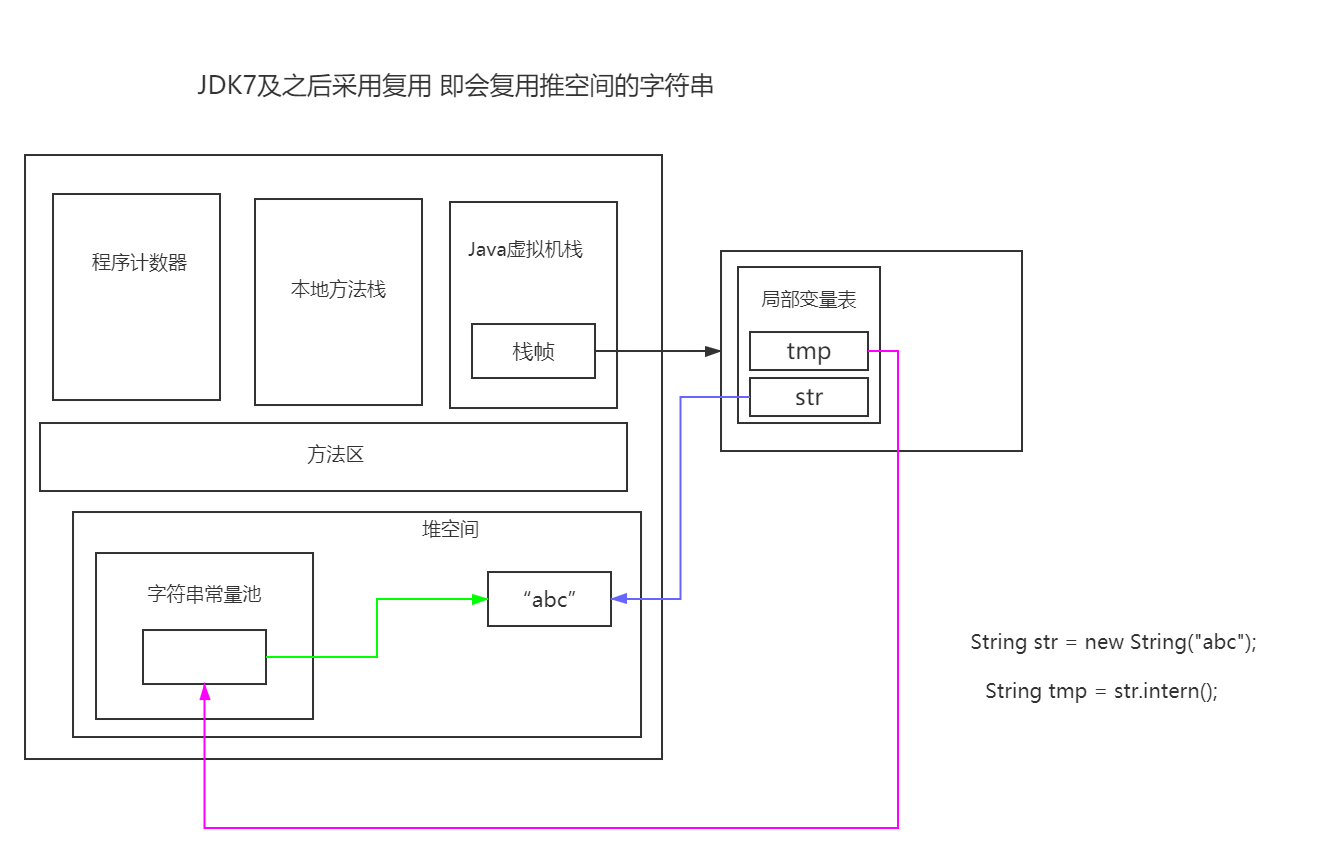 JDK7及之后采用复用 即会复用推空间的字符串
程序计数器
本地方法栈
Java虚拟机栈
栈帧
局部变量表
tmp
str
方法区
堆空间
字符串常量池
“abc”
String str = new String("abc");
String tmp = str.intern();